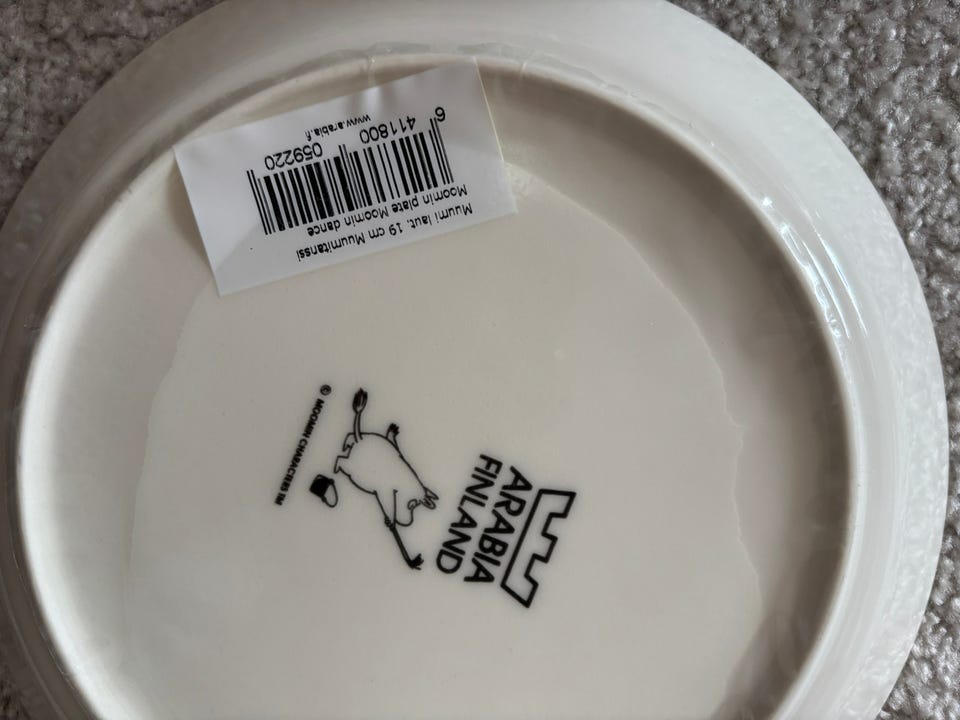 Muumi laut. 19 cm Muumitanssi
Moomin plate Moomin dance
6 411800 059220
www.arabia.fi
ARABIA
FINLAND
© MOOMIN CHARACTERS TM